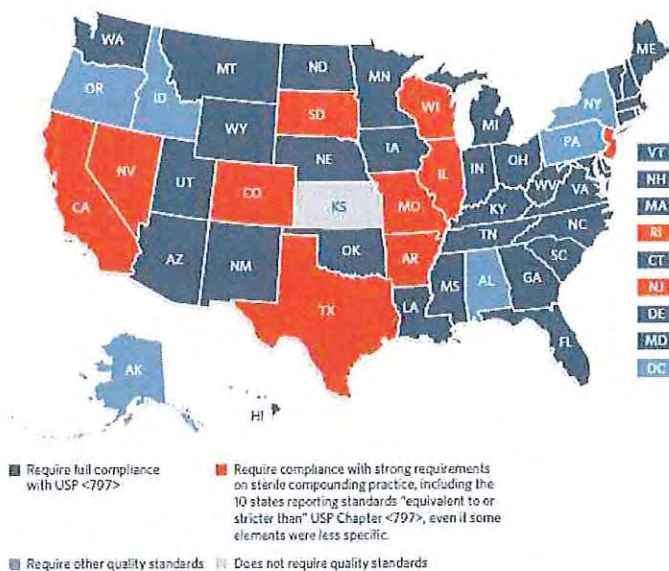 WA
MT
ND
MN
ME
OR
ID
SD
WI
NY
WY
MI
PA
NV
NE
IA
IL
IN
OH
VT
NH
MA
RI
CT
NJ
DE
MD
DC
CA
UT
CO
KS
MO
WV
VA
KY
AZ
NM
OK
AR
TN
NC
SC
TX
LA
MS
AL
GA
FL
AK
HI
Require full compliance
with USP <797>
Require compliance with strong requirements
on sterile compounding practice, including the
10 states reporting standards "equivalent to or
stricter than" USP Chapter <797>, even if some
elements were less specific.
Require other quality standards
Does not require quality standards